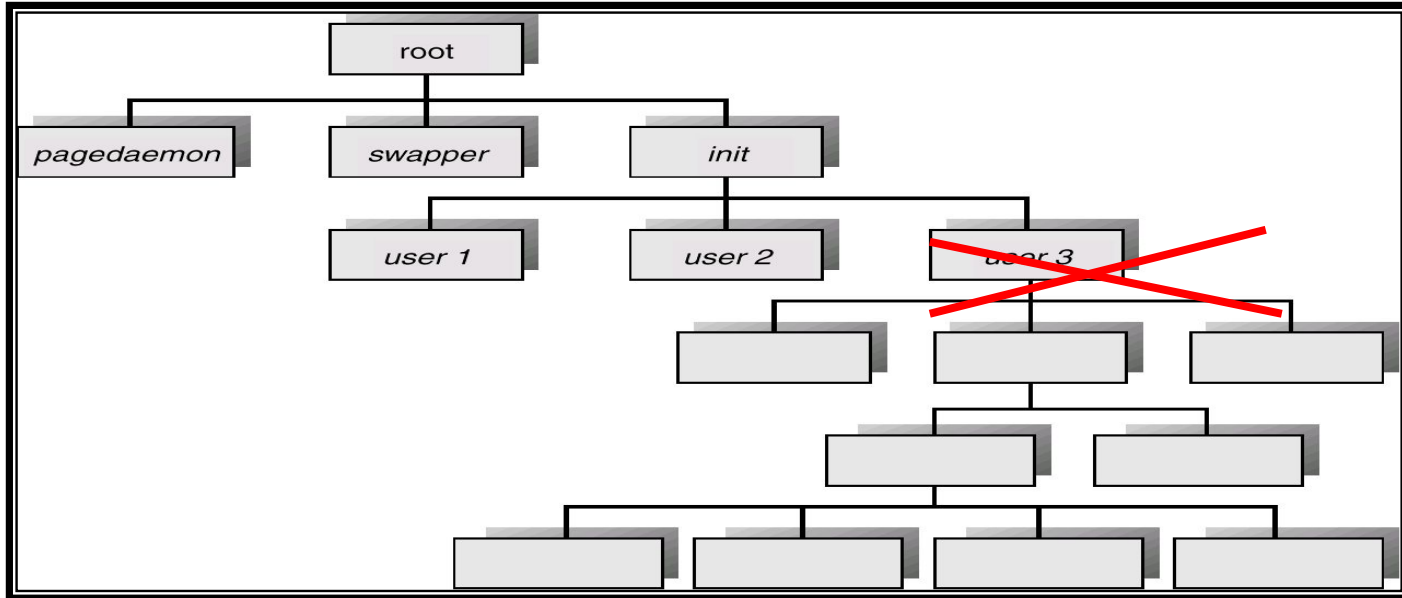 root
pagedaemon
swapper
init
user 1
user 2
user 3